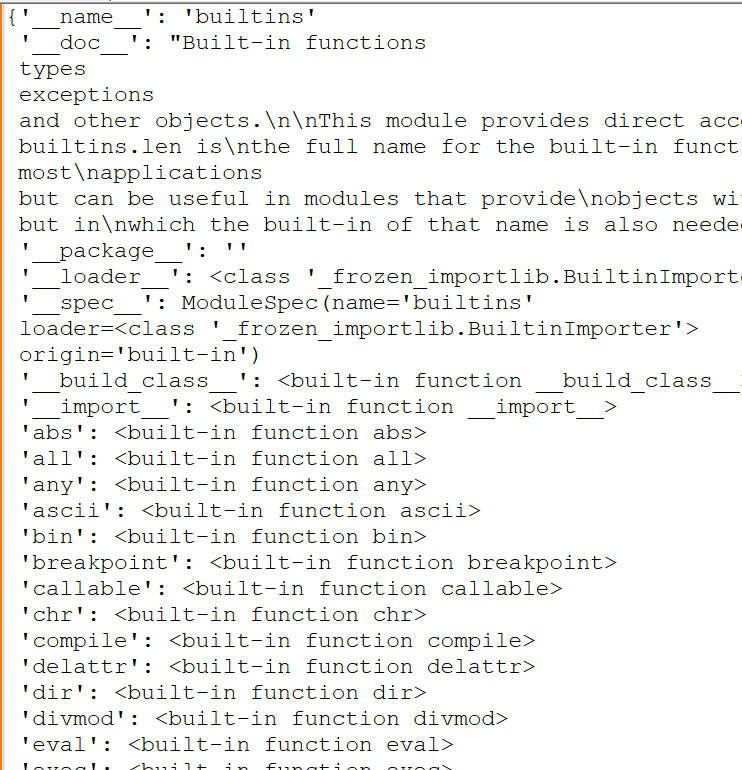 {'__name__': 'builtins'
'__doc__': "Built-in functions
types
exceptions
and other objects.\n\nThis module provides direct acc
builtins.len is\nthe full name for the built-in funct
most\napplications
but can be useful in modules that provide\nobjects wi
but in\nwhich the built-in of that name is also neede
'__package__': ''
'__loader__': <class '_frozen_importlib.BuiltinImport
'__spec__': ModuleSpec(name='builtins'
loader=<class '_frozen_importlib.BuiltinImporter'>
origin='built-in')
'__build_class__': <built-in function __build_class__
'__import__': <built-in function __import__>
'abs': <built-in function abs>
'all': <built-in function all>
'any': <built-in function any>
'ascii': <built-in function ascii>
'bin': <built-in function bin>
'breakpoint': <built-in function breakpoint>
'callable': <built-in function callable>
'chr': <built-in function chr>
'compile': <built-in function compile>
'delattr': <built-in function delattr>
'dir': <built-in function dir>
'divmod': <built-in function divmod>
'eval': <built-in function eval>
'exec': <built-in function exec>